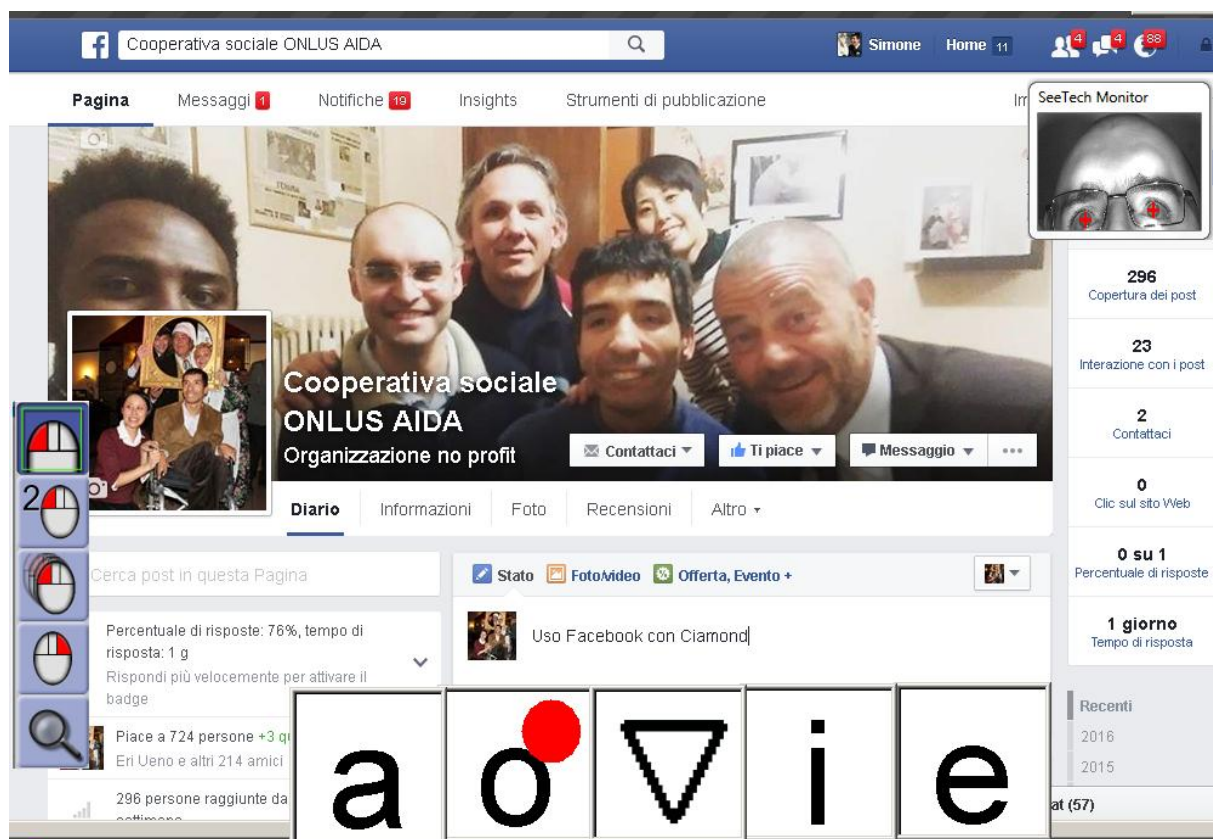 Cooperativa sociale ONLUS AIDA
Simone Home 11 4 4 88
Pagina Messaggi 1 Notifiche 19 Insights Strumenti di pubblicazione
SeeTech Monitor
296
Copertura dei post
23
Interazione con i post
2
Contattaci
0
Clic sul sito Web
0 su 1
Percentuale di risposte
1 giorno
Tempo di risposta
Cooperativa sociale
ONLUS AIDA
Organizzazione no profit
Contattaci Ti piace Messaggio
2
Diario Informazioni Foto Recensioni Altro
Cerca post in questa Pagina
Percentuale di risposte: 76%, tempo di
risposta: 1 g
Rispondi più velocemente per attivare il
badge
Piace a 724 persone +3
Eri Ueno e altri 214 amici
296 persone raggiunte da
Stato Foto/video Offerta, Evento +
Uso Facebook con Ciamond
Recenti
2016
2015
(57)
a o i e